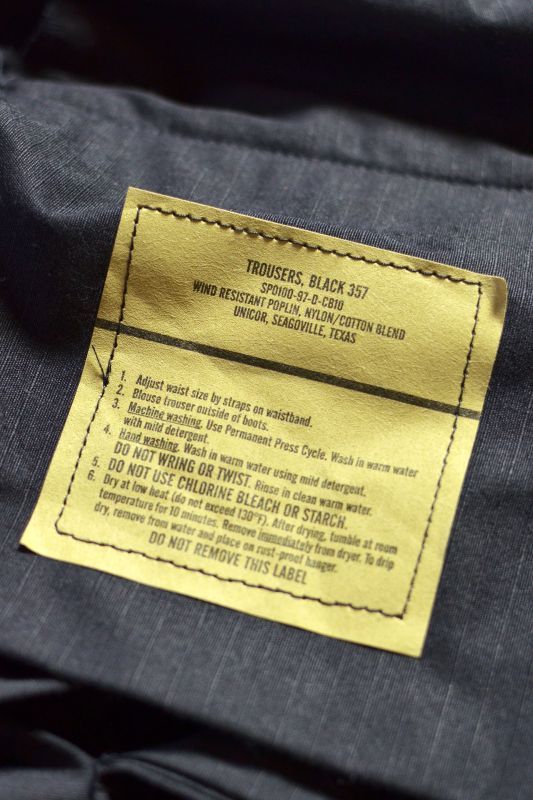 TROUSERS, BLACK 357
SPO100-97-D-CB10
WIND RESISTANT POPLIN, NYLON/COTTON BLEND
UNICOR, SEAGOVILLE, TEXAS
1. Adjust waist size by straps on waistband.
2. Blouse trouser outside of boots.
3. Machine washing. Use Permanent Press Cycle. Wash in warm water
with mild detergent.
4. Hand washing. Wash in warm water using mild detergent.
DO NOT WRING OR TWIST. Rinse in clean warm water.
5. DO NOT USE CHLORINE BLEACH OR STARCH.
6. Dry at low heat (do not exceed 130°F). After drying, tumble at room
temperature for 10 minutes. Remove immediately from dryer. To drip
dry, remove from water and place on rust-proof hanger.
DO NOT REMOVE THIS LABEL